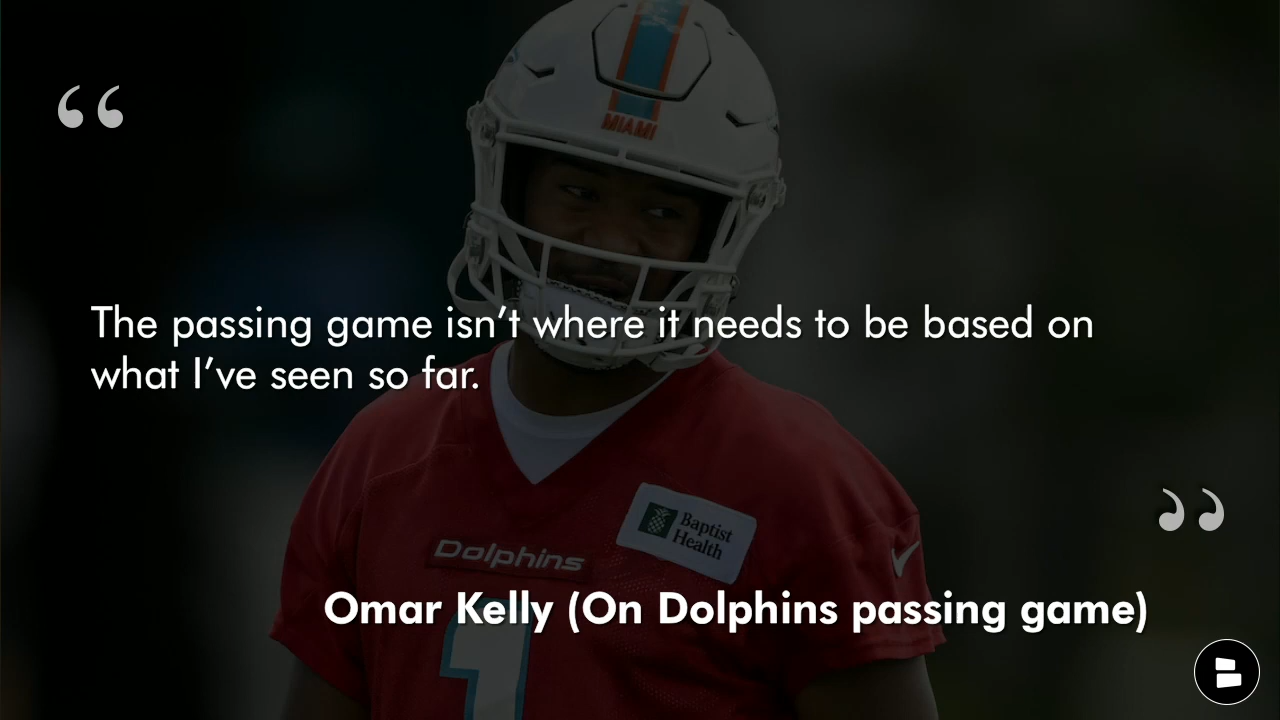 “
MIAMI
The passing game isn’t where it needs to be based on
what I’ve seen so far.
”
Baptist
Health
Dolphins
Omar Kelly (On Dolphins passing game)
1